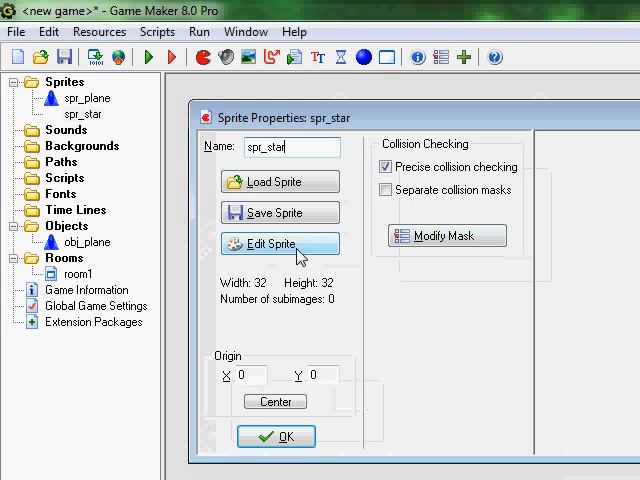 <new game>* - Game Maker 8.0 Pro
File Edit Resources Scripts Run Window Help
Sprites
spr_plane
spr_star
Sounds
Backgrounds
Paths
Scripts
Fonts
Time Lines
Objects
obj_plane
Rooms
room1
Game Information
Global Game Settings
Extension Packages
Sprite Properties: spr_star
Name: spr_star
Load Sprite
Save Sprite
Edit Sprite
Width: 32 Height: 32
Number of subimages: 0
Origin
X 0 Y 0
Center
OK
Collision Checking
Precise collision checking
Separate collision masks
Modify Mask